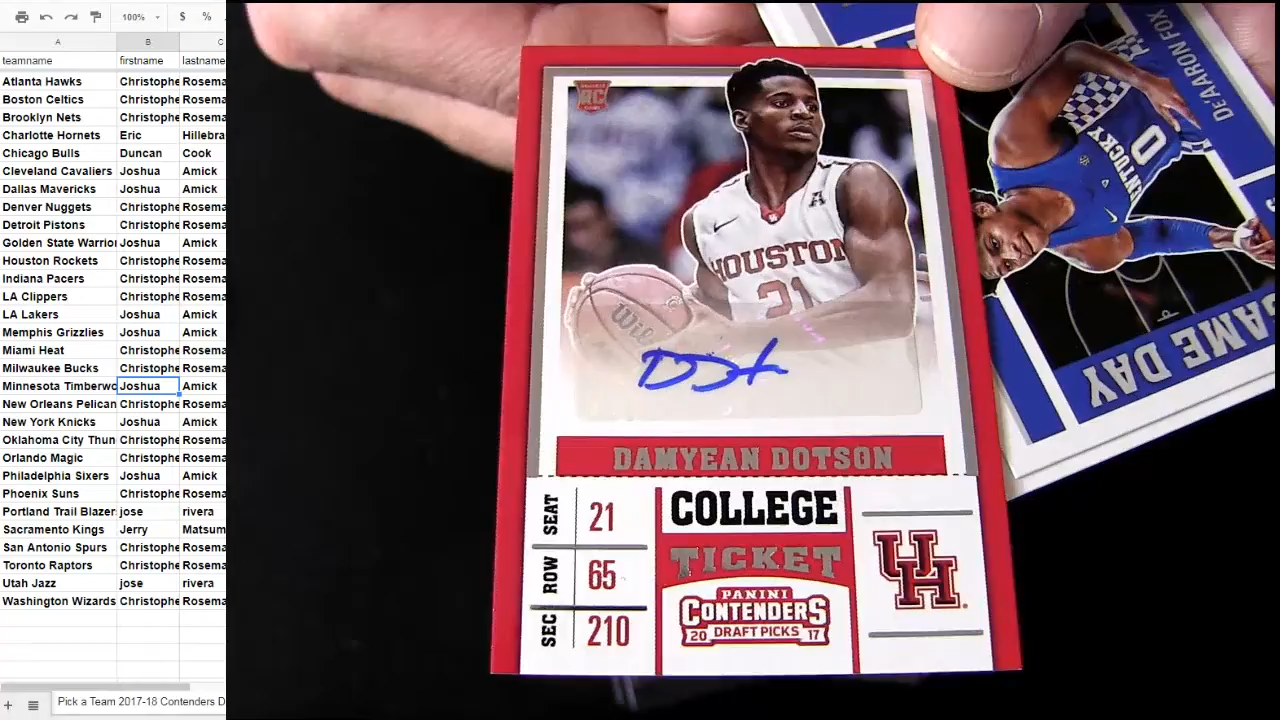 100%
$
%
A
B
C
teamname firstname lastname
Atlanta Hawks Christophe Rosema
Boston Celtics Christophe Rosema
Brooklyn Nets Christophe Rosema
Charlotte Hornets Eric Hillebra
Chicago Bulls Duncan Cook
Cleveland Cavaliers Joshua Amick
Dallas Mavericks Joshua Amick
Denver Nuggets Christophe Rosema
Detroit Pistons Christophe Rosema
Golden State Warrior Joshua Amick
Houston Rockets Christophe Rosema
Indiana Pacers Christophe Rosema
LA Clippers Christophe Rosema
LA Lakers Joshua Amick
Memphis Grizzlies Joshua Amick
Miami Heat Christophe Rosema
Milwaukee Bucks Christophe Rosema
Minnesota Timberwo Joshua Amick
New Orleans Pelican Christophe Rosema
New York Knicks Joshua Amick
Oklahoma City Thun Christophe Rosema
Orlando Magic Christophe Rosema
Philadelphia Sixers Joshua Amick
Phoenix Suns Christophe Rosema
Portland Trail Blazer jose rivera
Sacramento Kings Jerry Matsum
San Antonio Spurs Christophe Rosema
Toronto Raptors Christophe Rosema
Utah Jazz jose rivera
Washington Wizards Christophe Rosema
Pick a Team 2017-18 Contenders D
RC
A
HOUSTON
21
Wil
DAMYEAN DOTSON
SEAT 21
ROW 65
SEC 210
COLLEGE
TICKET
PANINI
CONTENDERS
20 DRAFT PICKS 17
UH
DE'AARON FOX
KENTUCKY
0
GAME DAY